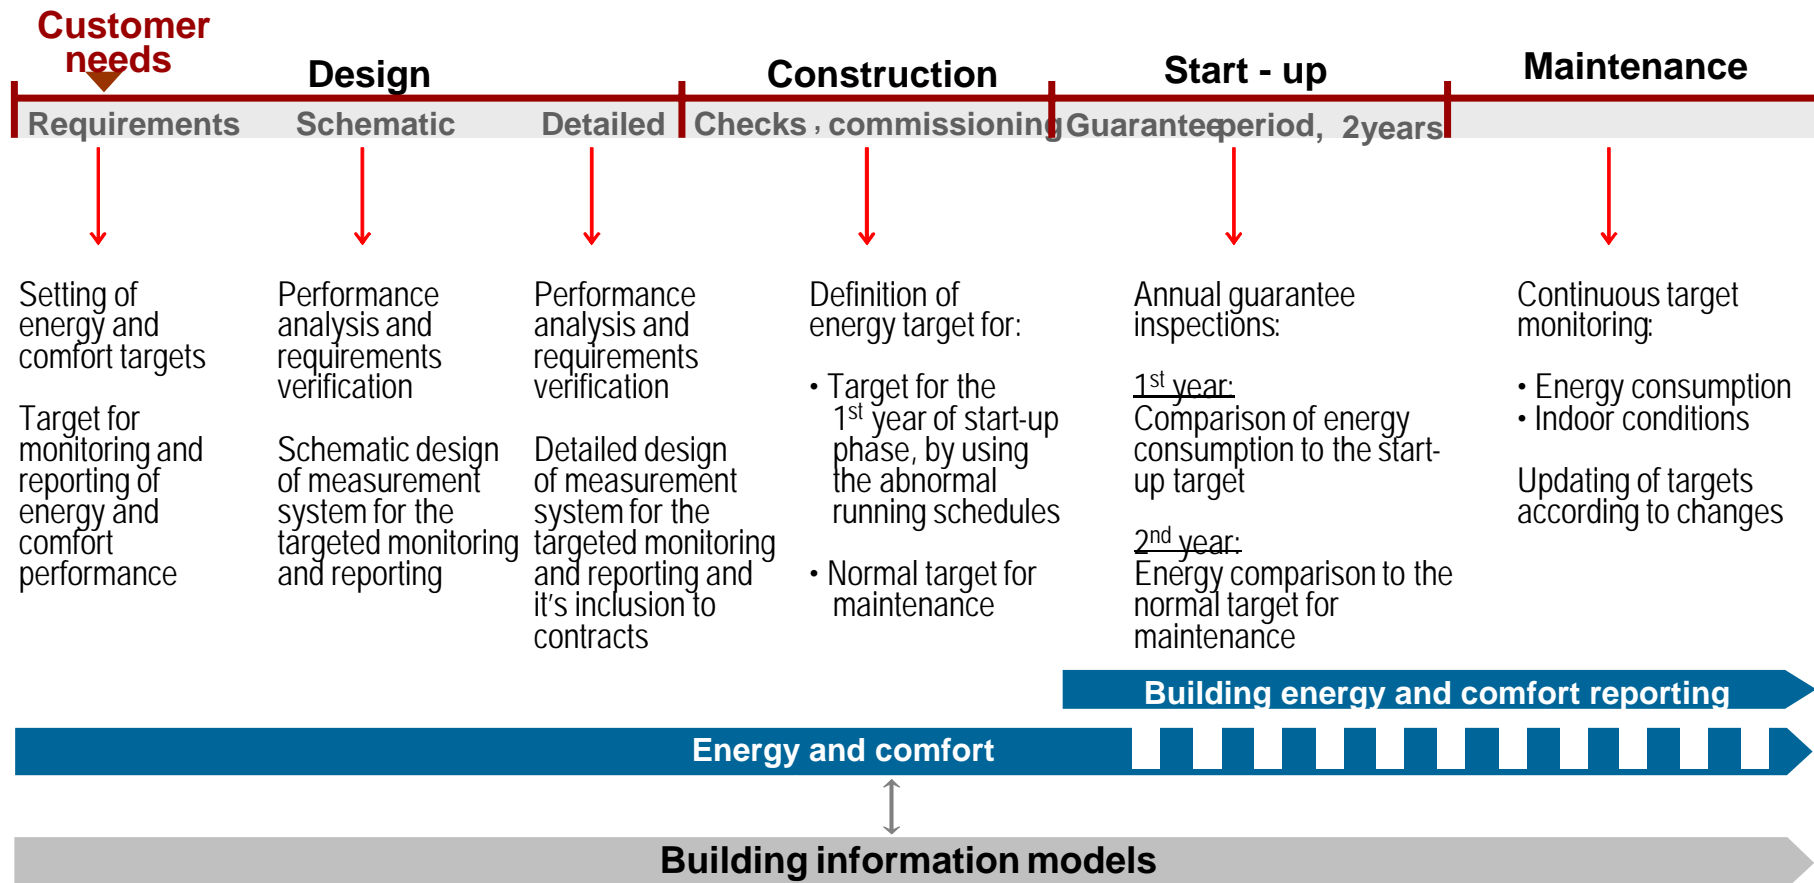 Customer
needs
Design
Construction
Start - up
Maintenance
Requirements
Schematic
Detailed
Checks , commissioning
Guarantee period, 2years
Setting of
energy and
comfort targets
Target for
monitoring and
reporting of
energy and
comfort
performance
Performance
analysis and
requirements
verification
Schematic design
of measurement
system for the
targeted monitoring
and reporting
Performance
analysis and
requirements
verification
Detailed design
of measurement
system for the
targeted monitoring
and reporting and
it's inclusion to
contracts
Definition of
energy target for:
• Target for the
1st year of start-up
phase, by using
the abnormal
running schedules
• Normal target for
maintenance
Annual guarantee
inspections:
1st year:
Comparison of energy
consumption to the start-
up target
2nd year:
Energy comparison to the
normal target for
maintenance
Continuous target
monitoring:
• Energy consumption
• Indoor conditions
Updating of targets
according to changes
Building energy and comfort reporting
Energy and comfort
Building information models